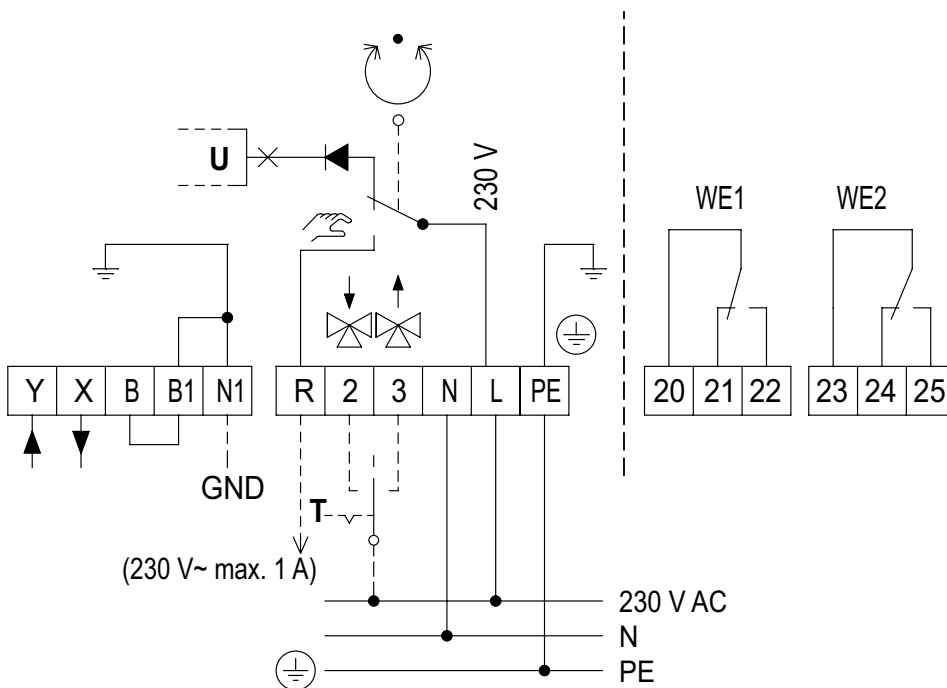 230 V
U
WE1 WE2
Y X B B1 N1 R 2 3 N L PE 20 21 22 23 24 25
GND
T
(230 V~ max. 1 A)
230 V AC
N
PE